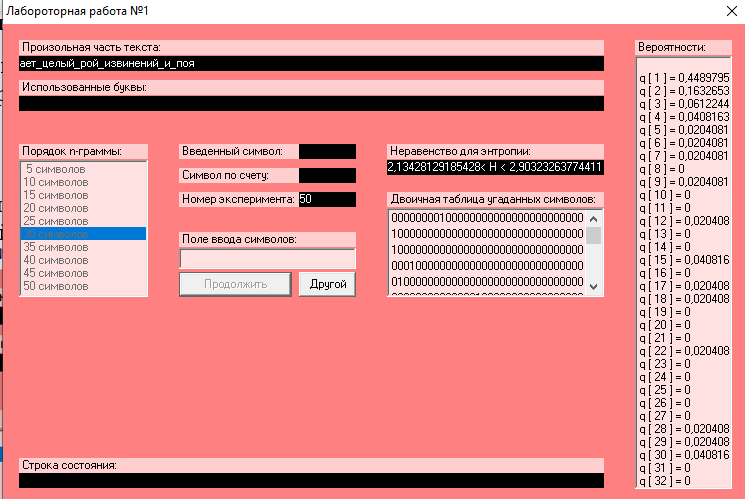 Лабороторная работа №1
Произольная часть текста:
ает_целый_рой_извинений_и_поя
Использованные буквы:
Порядок n-граммы:
5 символов
10 символов
15 символов
20 символов
25 символов
30 символов
35 символов
40 символов
45 символов
50 символов
Введенный символ:
Символ по счету:
Номер эксперимента: 50
Поле ввода символов:
Продолжить
Другой
Неравенство для энтропии:
2,13428129185428< H < 2,90323263774411
Двоичная таблица угаданных символов:
Строка состояния:
Вероятности:
q [ 1 ] = 0,4489795
q [ 2 ] = 0,1632653
q [ 3 ] = 0,0612244
q [ 4 ] = 0,0408163
q [ 5 ] = 0,0204081
q [ 6 ] = 0,0204081
q [ 7 ] = 0,0204081
q [ 8 ] = 0
q [ 9 ] = 0,0204081
q [ 10 ] = 0
q [ 11 ] = 0
q [ 12 ] = 0,020408
q [ 13 ] = 0
q [ 14 ] = 0
q [ 15 ] = 0,040816
q [ 16 ] = 0
q [ 17 ] = 0,020408
q [ 18 ] = 0,020408
q [ 19 ] = 0
q [ 20 ] = 0
q [ 21 ] = 0
q [ 22 ] = 0,020408
q [ 23 ] = 0
q [ 24 ] = 0
q [ 25 ] = 0
q [ 26 ] = 0
q [ 27 ] = 0
q [ 28 ] = 0,020408
q [ 29 ] = 0,020408
q [ 30 ] = 0,040816
q [ 31 ] = 0
q [ 32 ] = 0